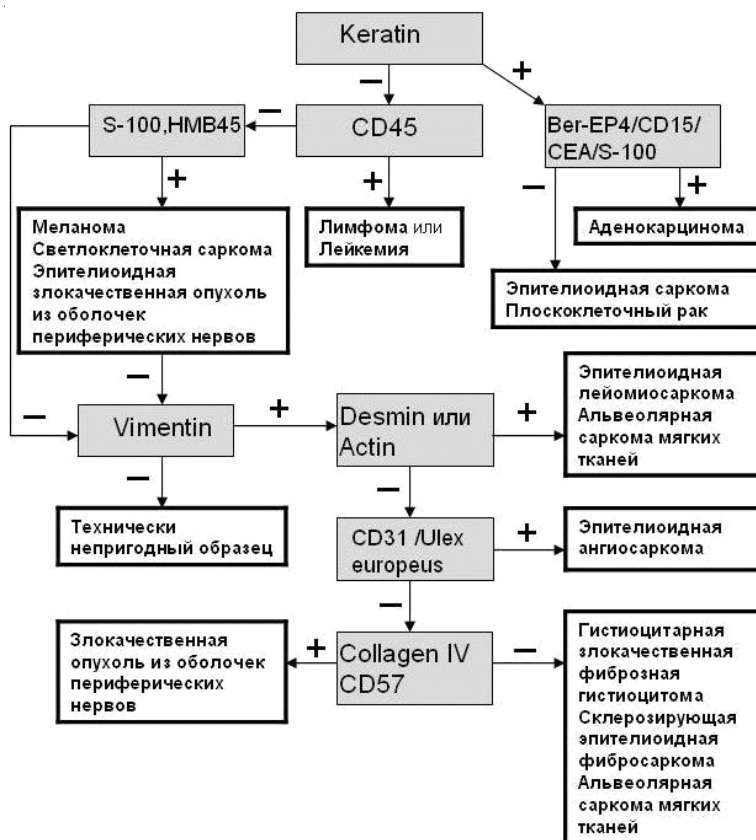 Keratin
–
+
S-100,HMB45
–
CD45
Ber-EP4/CD15/
CEA/S-100
+
+
–
+
Меланома
Светлоклеточная саркома
Эпителиоидная
злокачественная опухоль
из оболочек
периферических нервов
Лимфома или
Лейкемия
Аденокарцинома
Эпителиоидная саркома
Плоскоклеточный рак
–
–
Vimentin
+
Desmin или
Actin
+
Эпителиоидная
лейомиосаркома
Альвеолярная
саркома мягких
тканей
–
–
Технически
непригодный образец
CD31 /Ulex
europeus
+
Эпителиоидная
ангиосаркома
–
Злокачественная
опухоль из оболочек
периферических
нервов
+
Collagen IV
CD57
–
Гистиоцитарная
злокачественная
фиброзная
гистиоцитома
Склерозирующая
эпителиоидная
фибросаркома
Альвеолярная
саркома мягких
тканей